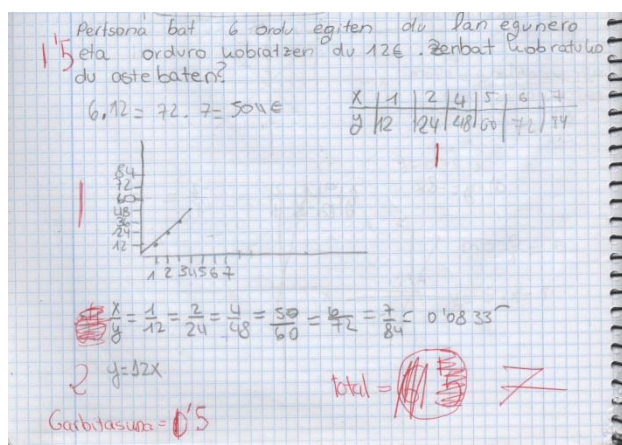 Pertsona bat 6 ordu egiten du lan egunero
1'5 eta orduro kobratzen du 12€. Zenbat kobratuko
du aste baten?
6.12 = 72. 7 = 504€
x | 1 | 2 | 4 | 5 | 6 | 7
y | 12 | 24 | 48 | 60 | 72 | 84
1
1
84
72
60
48
36
24
12
1 2 3 4 5 6 7
x/y = 1/12 = 2/24 = 4/48 = 50/60 = 6/72 = 7/84 = 0'0833
2 y=12x
total = 7
Garbitasuna = 0'5